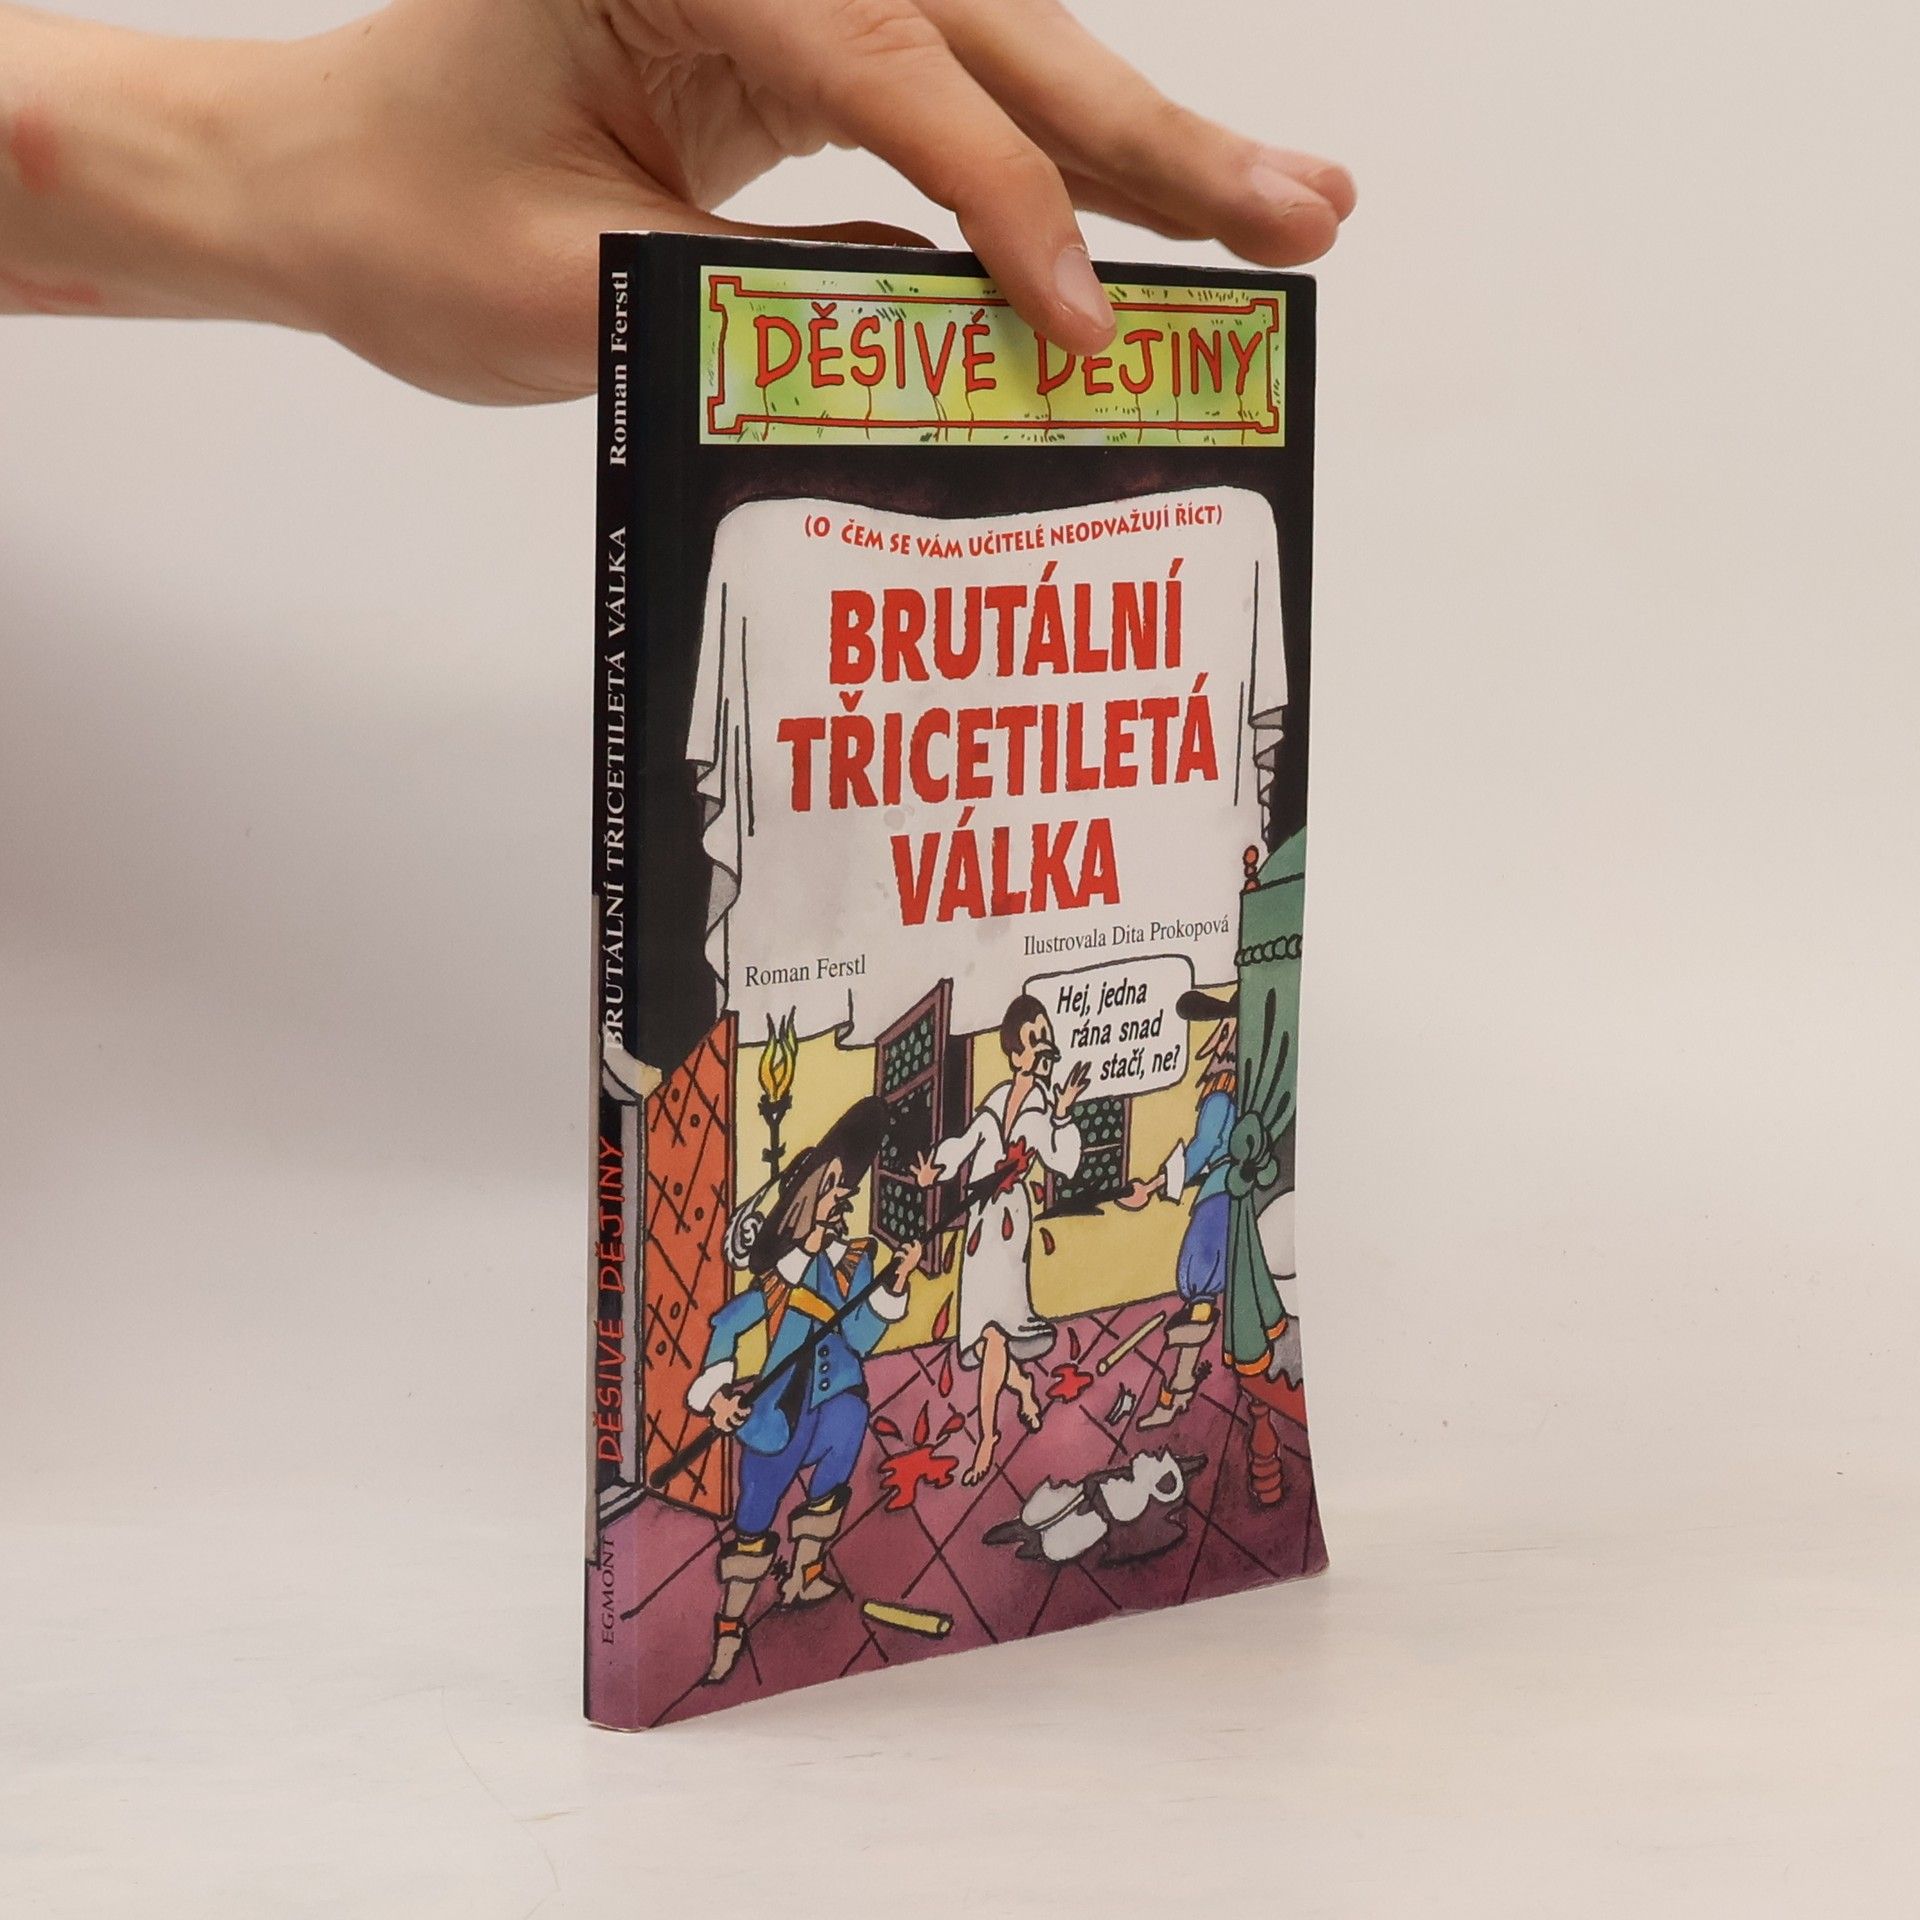 DĚSIVÉ DĚJINY
(O ČEM SE VÁM UČITELÉ NEODVAŽUJÍ ŘÍCT)
BRUTÁLNÍ
TŘICETILETÁ
VÁLKA
Roman Ferstl
Ilustrovala Dita Prokopová
Hej, jedna
rána snad
stačí, ne?
Roman Ferstl
BRUTÁLNÍ TŘICETILETÁ VÁLKA
DĚSIVÉ DĚJINY
EGMONT